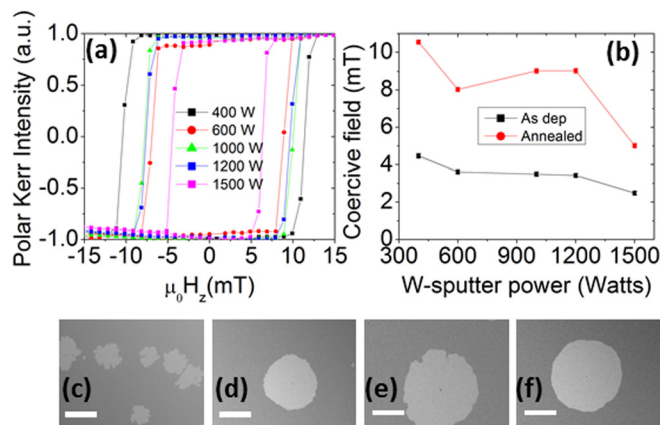 (a)
Polar Kerr Intensity (a.u.)
1.0
0.5
0.0
-0.5
-1.0
400 W
600 W
1000 W
1200 W
1500 W
-15 -10 -5 0 5 10 15
μ₀H_z(mT)
(b)
Coercive field (mT)
10
8
6
4
2
0
As dep
Annealed
300 600 900 1200 1500
W-sputter power (Watts)
(c) (d) (e) (f)